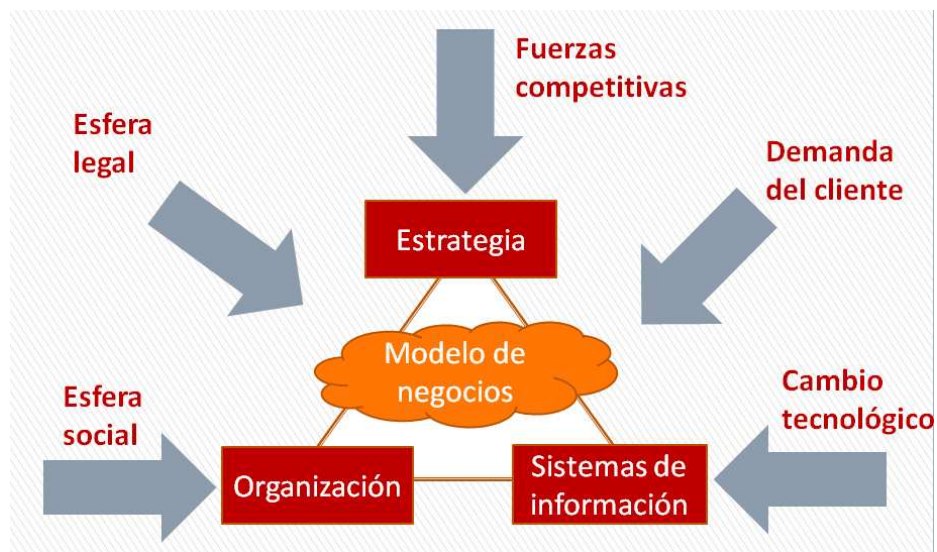 Fuerzas
competitivas
Esfera
legal
Demanda
del cliente
Estrategia
Modelo de
negocios
Esfera
social
Cambio
tecnológico
Organización
Sistemas de
información